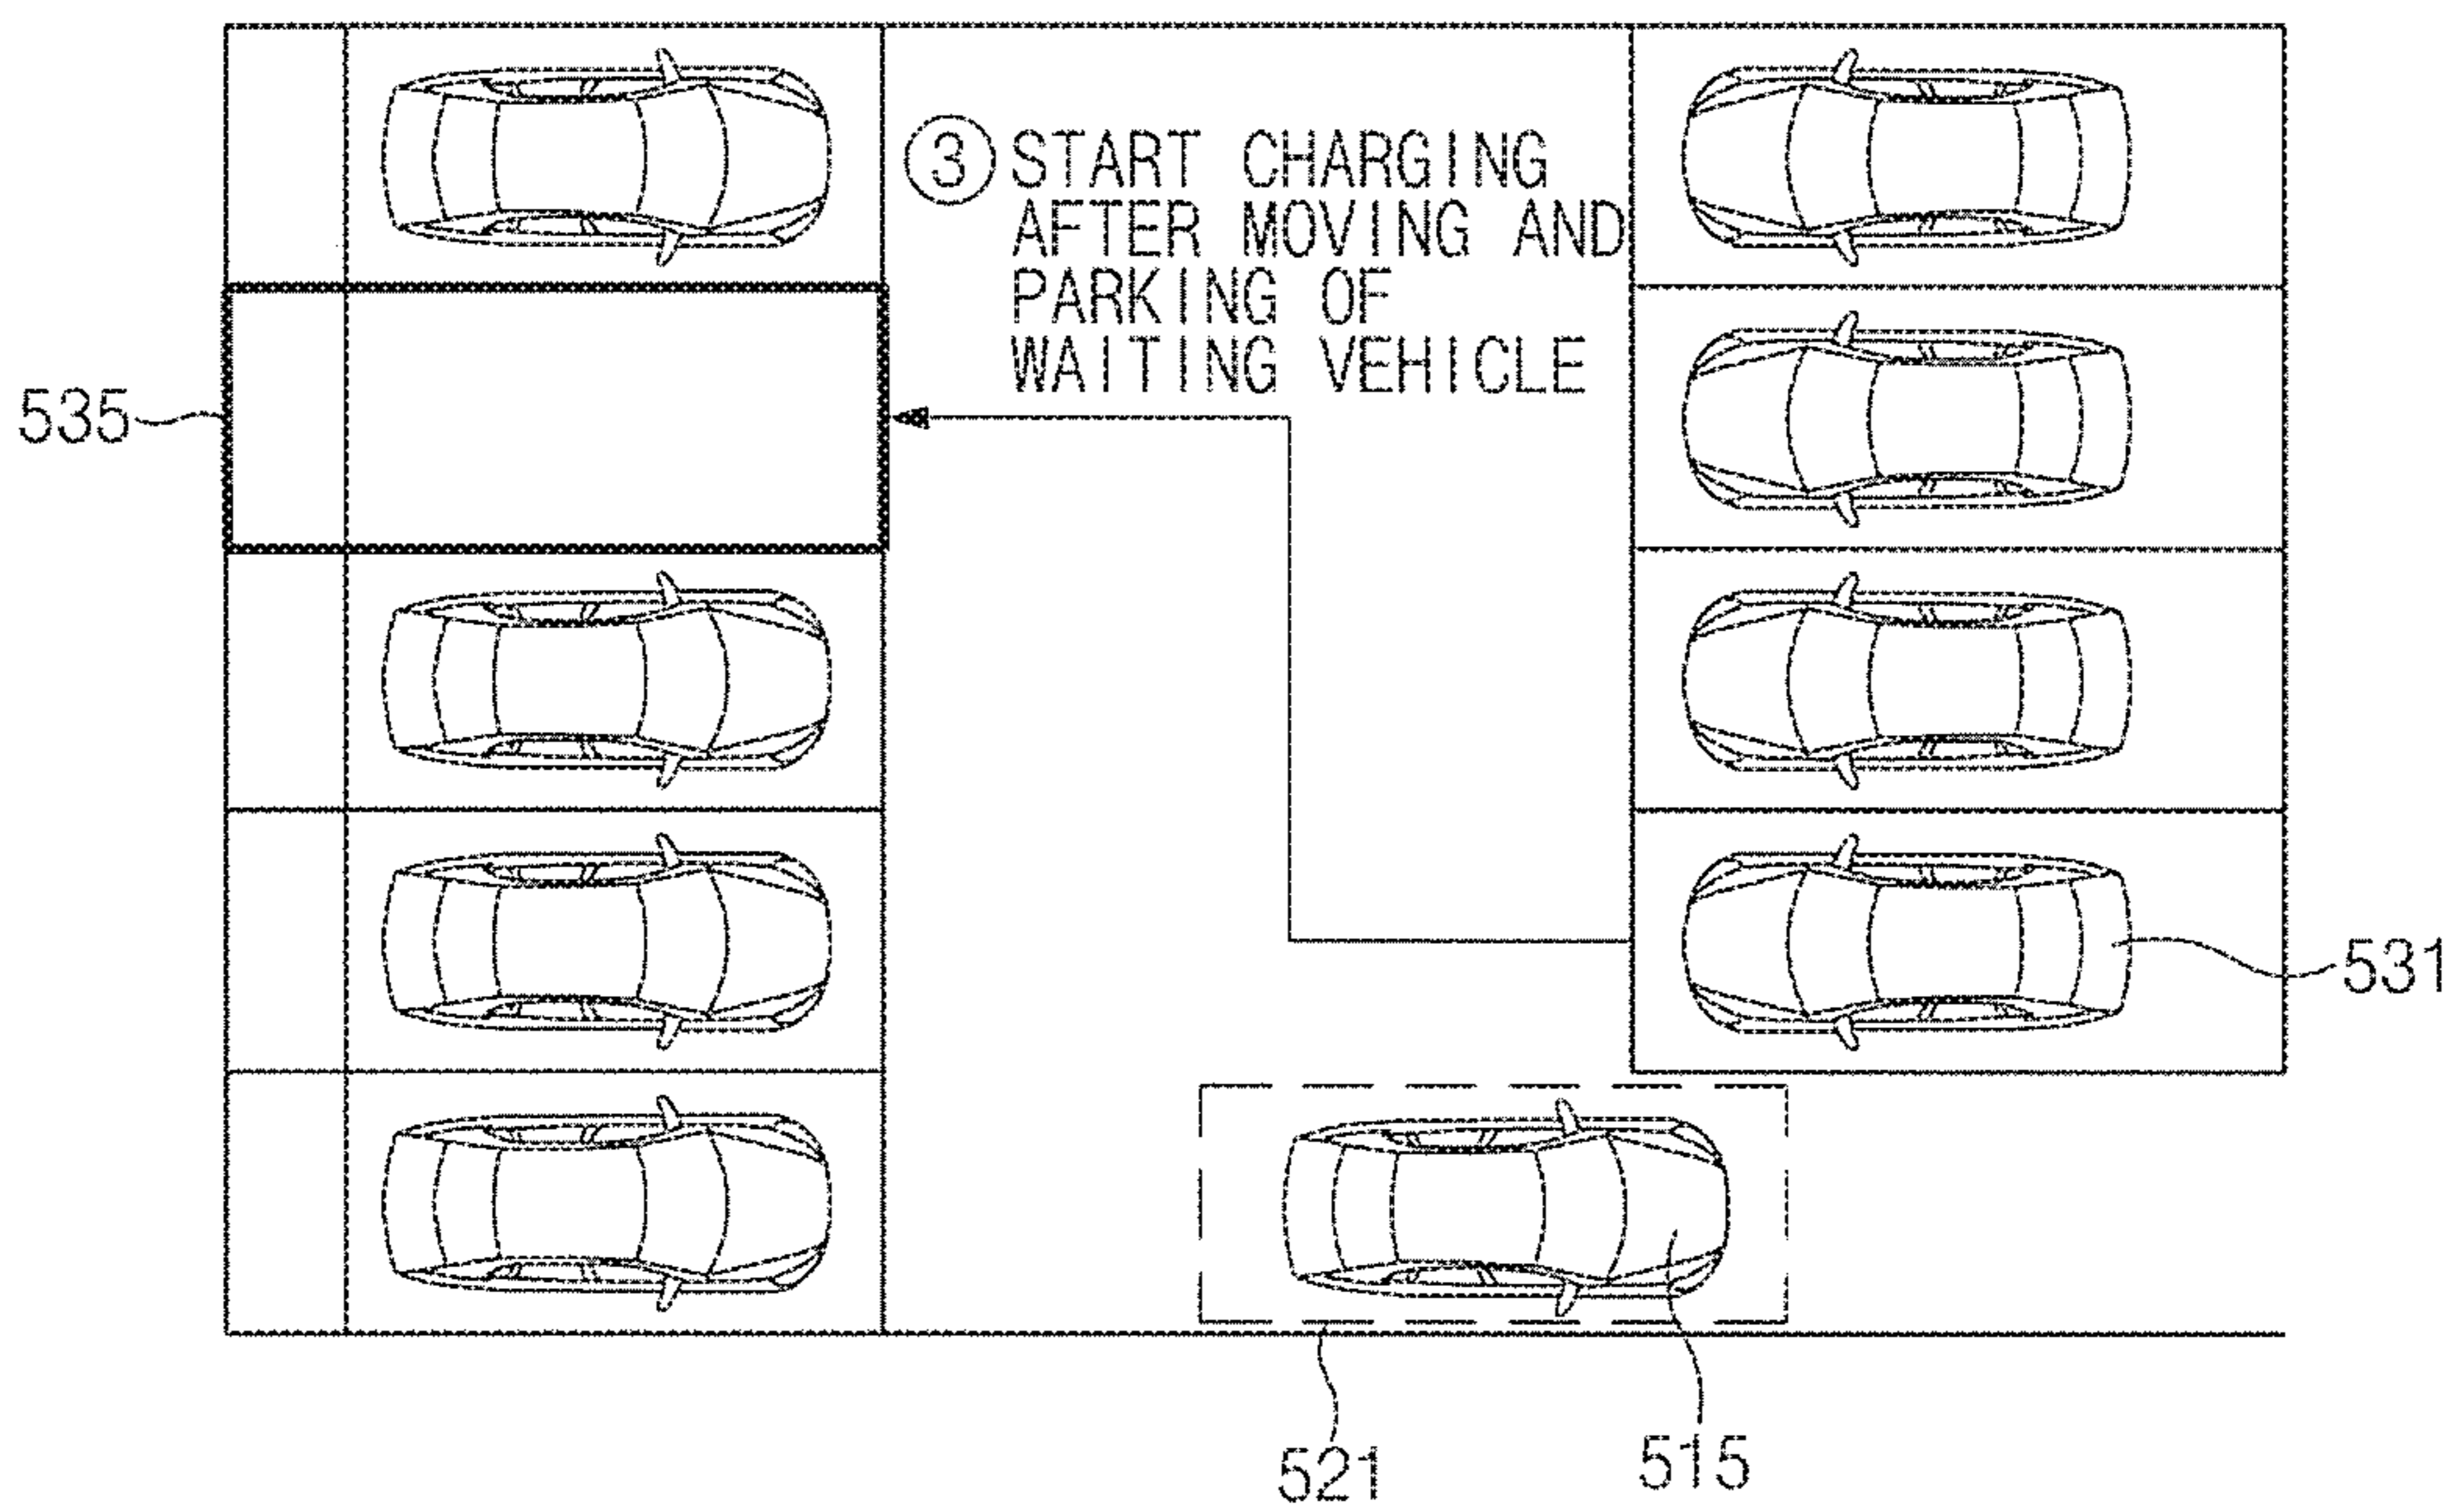 ③ START CHARGING
AFTER MOVING AND
PARKING OF
WAITING VEHICLE
535
531
521
515